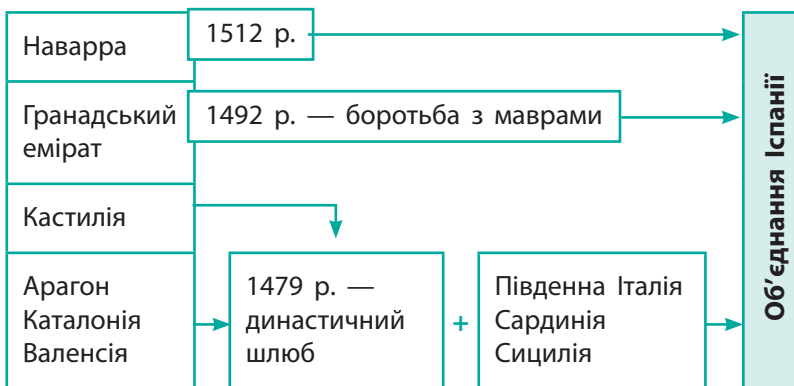 Наварра
1512 р.
Гранадський
емірат
1492 р. — боротьба з маврами
Кастилія
Арагон
Каталонія
Валенсія
1479 р. —
династичний
шлюб
+
Південна Італія
Сардинія
Сицилія
Об’єднання Іспанії